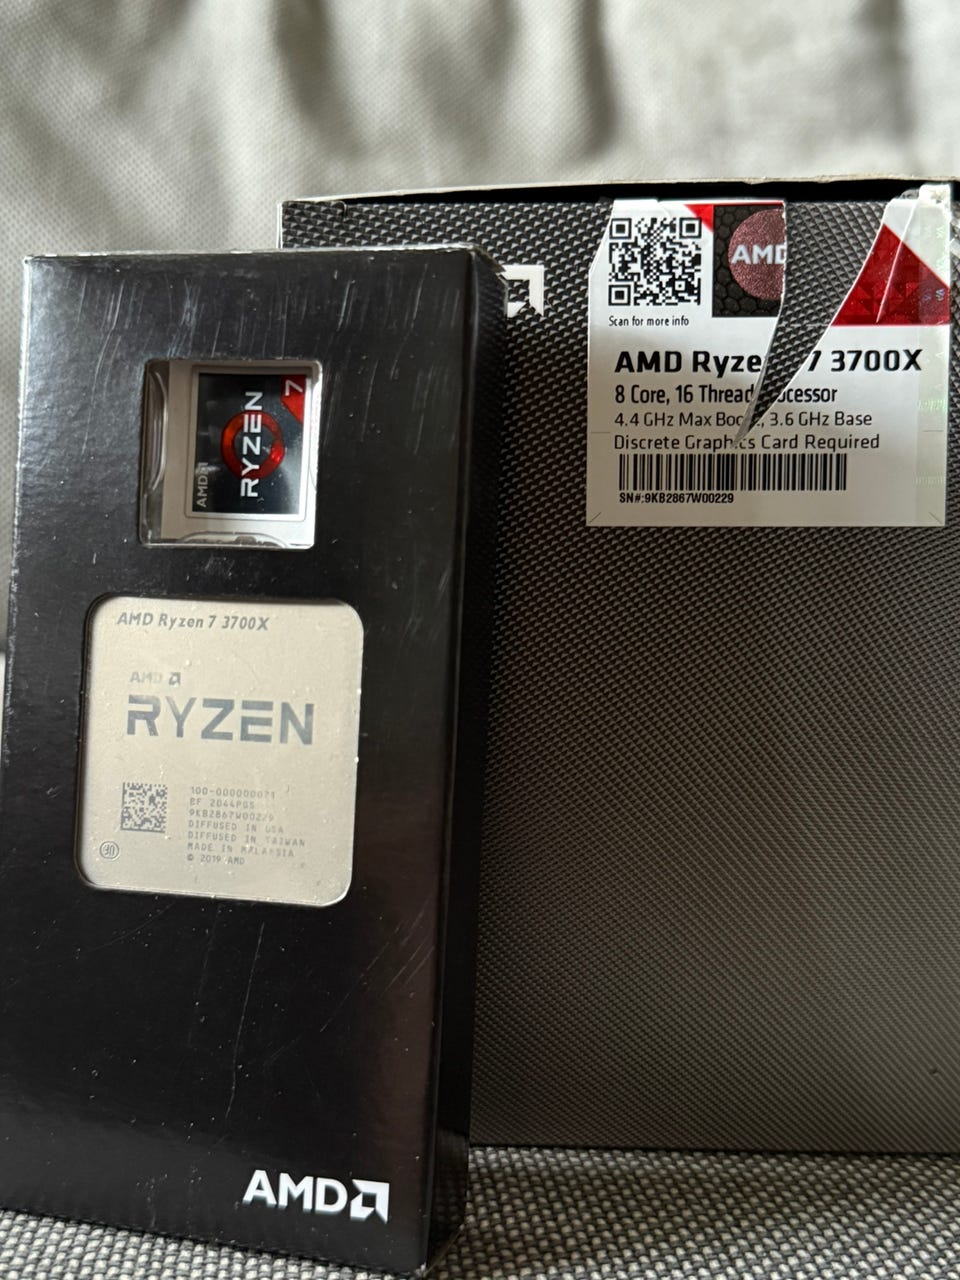 AMD
RYZEN
7
AMD Ryzen 7 3700X
AMD
RYZEN
100-000000071
BF 2044PGS
9KB2867W00229
DIFFUSED IN USA
DIFFUSED IN TAIWAN
MADE IN MALAYSIA
© 2019 AMD
AMD
AMD
Scan for more info
AMD Ryze 7 3700X
8 Core, 16 Thread ocessor
4.4 GHz Max Boost, 3.6 GHz Base
Discrete Graphics Card Required
SN#:9KB2867W00229